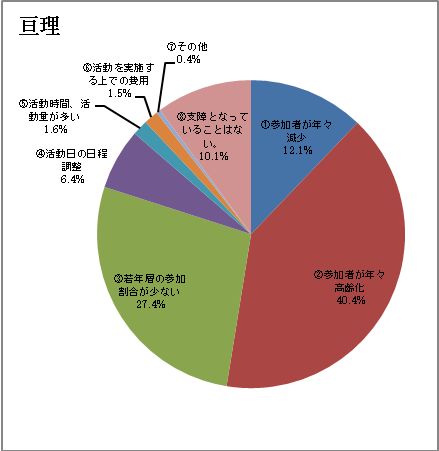 亘理
①参加者が年々
減少
12.1%
②参加者が年々
高齢化
40.4%
③若年層の参加
割合が少ない
27.4%
④活動日の日程
調整
6.4%
⑤活動時間、活
動量が多い
1.6%
⑥活動を実施す
る上での費用
1.5%
⑦その他
0.4%
⑧支障となって
いることはな
い。
10.1%